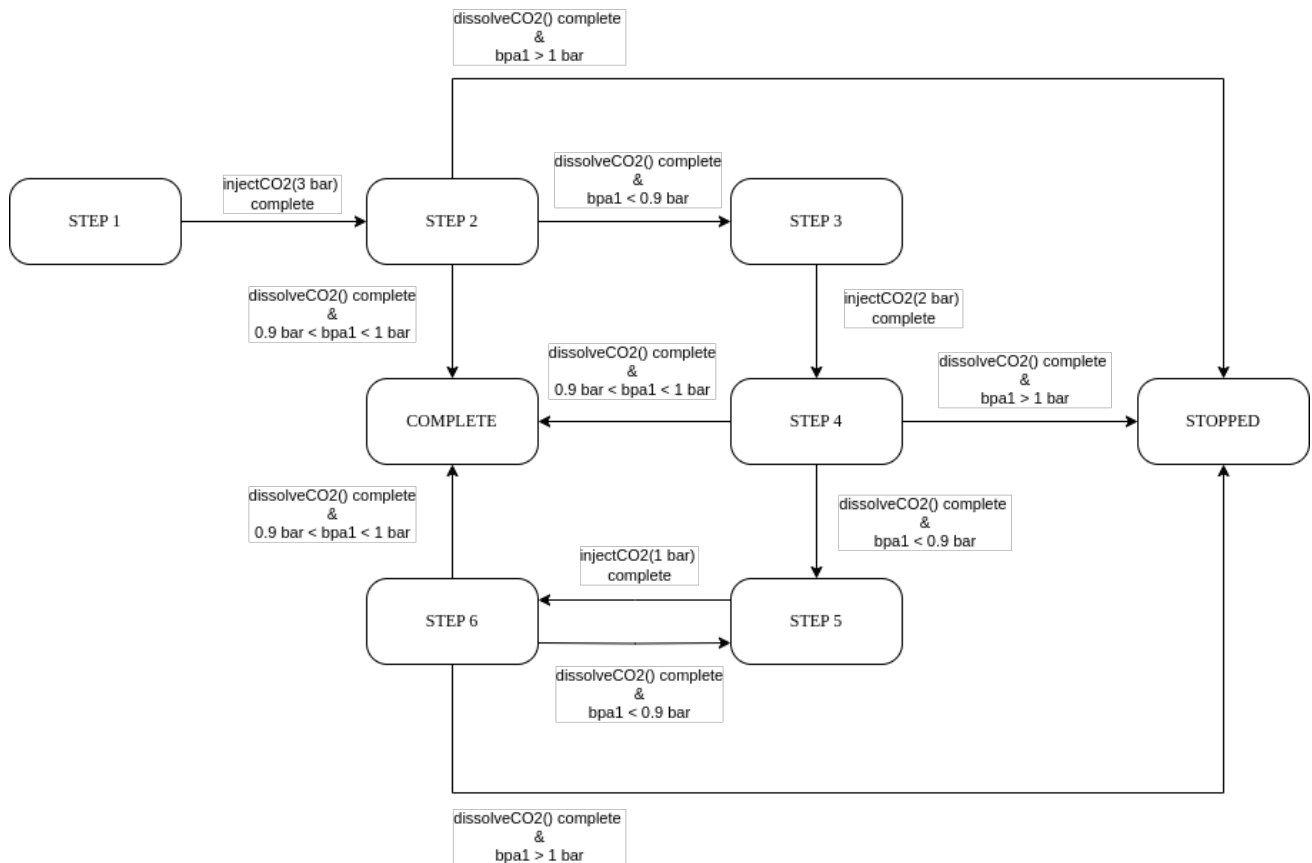 dissolveCO2() complete
&
bpa1 > 1 bar
dissolveCO2() complete
&
bpa1 < 0.9 bar
injectCO2(3 bar)
complete
STEP 1
STEP 2
STEP 3
dissolveCO2() complete
&
0.9 bar < bpa1 < 1 bar
injectCO2(2 bar)
complete
dissolveCO2() complete
&
0.9 bar < bpa1 < 1 bar
dissolveCO2() complete
&
bpa1 > 1 bar
COMPLETE
STEP 4
STOPPED
dissolveCO2() complete
&
0.9 bar < bpa1 < 1 bar
dissolveCO2() complete
&
bpa1 < 0.9 bar
injectCO2(1 bar)
complete
STEP 6
STEP 5
dissolveCO2() complete
&
bpa1 < 0.9 bar
dissolveCO2() complete
&
bpa1 > 1 bar